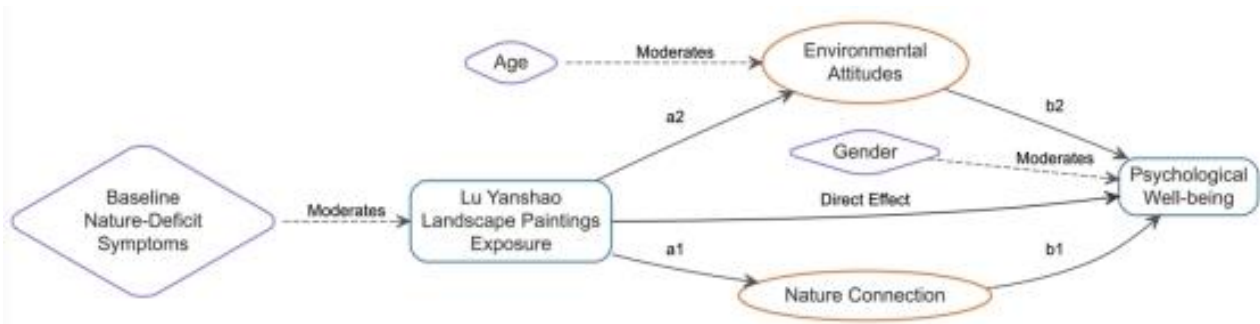 Age
Moderates
Environmental
Attitudes
a2
b2
Gender
Moderates
Psychological
Well-being
Baseline
Nature-Deficit
Symptoms
Moderates
Lu Yanshao
Landscape Paintings
Exposure
Direct Effect
a1
b1
Nature Connection